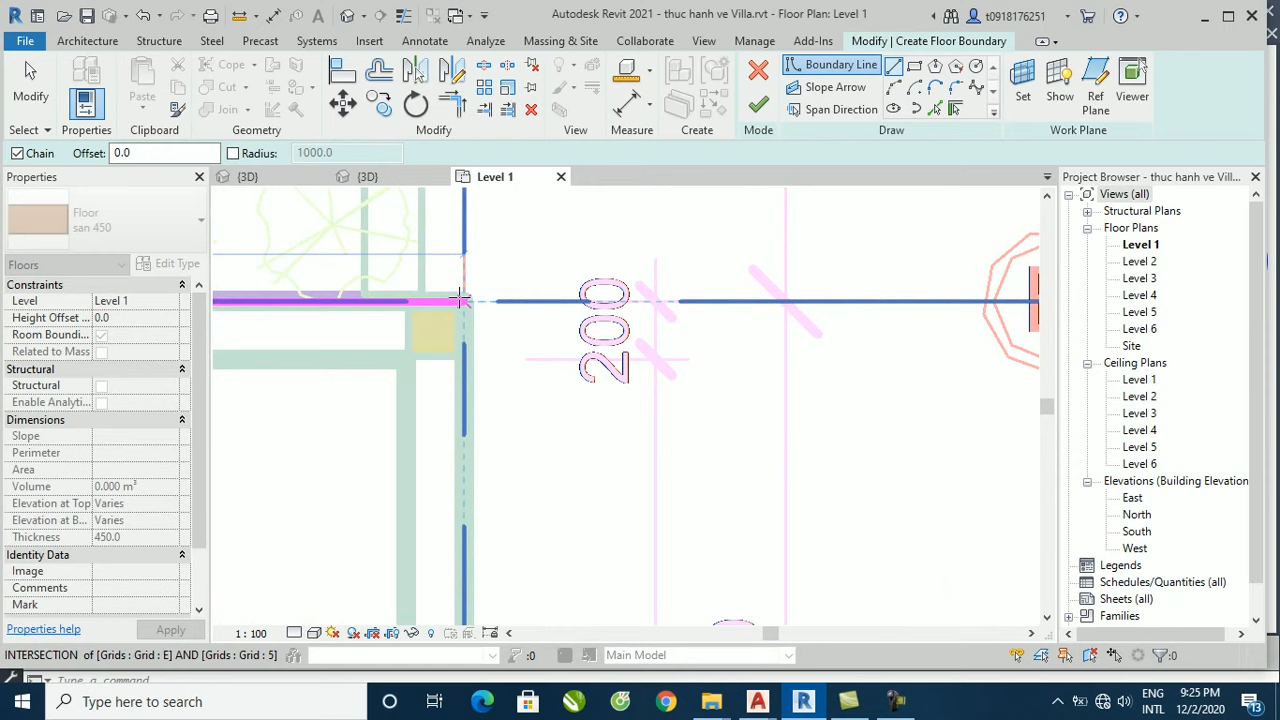 Autodesk Revit 2021 - thuc hanh ve Villa.rvt - Floor Plan: Level 1
t0918176251
File Architecture Structure Steel Precast Systems Insert Annotate Analyze Massing & Site Collaborate View Manage Add-Ins Modify | Create Floor Boundary
Modify
Paste
Cope
Cut
Join
Boundary Line
Slope Arrow
Span Direction
Set Show Ref Plane Viewer
Select Properties Clipboard Geometry Modify View Measure Create Mode Draw Work Plane
Chain Offset: 0.0 Radius: 1000.0
Properties
{3D} {3D} Level 1
Project Browser - thuc hanh ve Vil...
Floor
san 450
Floors Edit Type
Constraints
Level Level 1
Height Offset ... 0.0
Room Boundi...
Related to Mass
Structural
Structural
Enable Analyti...
Dimensions
Slope
Perimeter
Area
Volume 0.000 m³
Elevation at Top Varies
Elevation at B... Varies
Thickness 450.0
Identity Data
Image
Comments
Mark
Properties help Apply
200
Views (all)
Structural Plans
Floor Plans
Level 1
Level 2
Level 3
Level 4
Level 5
Level 6
Site
Ceiling Plans
Level 1
Level 2
Level 3
Level 4
Level 5
Level 6
Elevations (Building Elevation
East
North
South
West
Legends
Schedules/Quantities (all)
Sheets (all)
Families
1 : 100
INTERSECTION of [Grids : Grid : E] AND [Grids : Grid : 5] :0 Main Model :0
Type a command
Type here to search
ENG
INTL
9:25 PM
12/2/2020
13